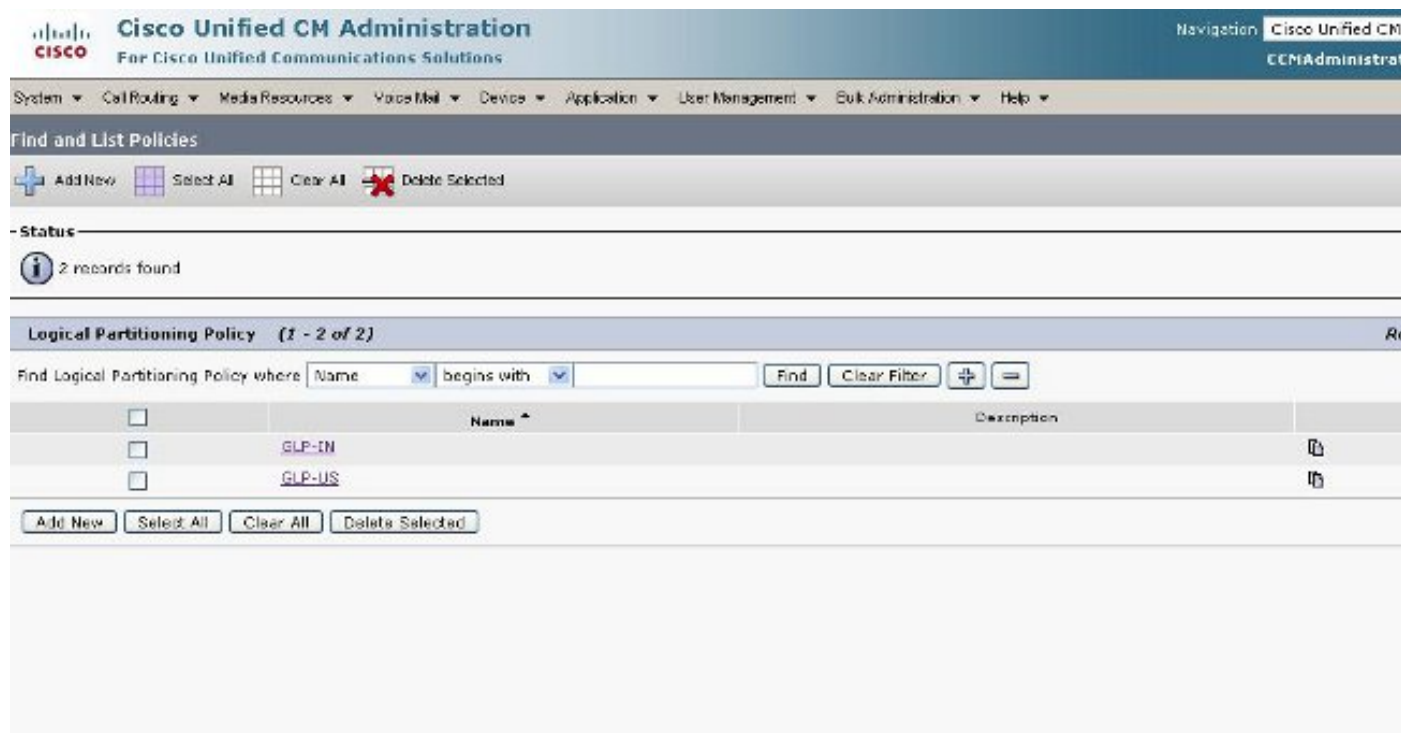 Cisco Unified CM Administration
Navigation Cisco Unified CM
CISCO For Cisco Unified Communications Solutions
CCMAdministrat
System Call Routing Media Resources Voice Mail Device Application User Management Bulk Administration Help
Find and List Policies
Add New Select All Clear All Delete Selected
Status
2 records found
Logical Partitioning Policy (1 - 2 of 2) Ro
Find Logical Partitioning Policy where Name begins with Find Clear Filter
Name Description
GLP-IN
GLP-US
Add New Select All Clear All Delete Selected